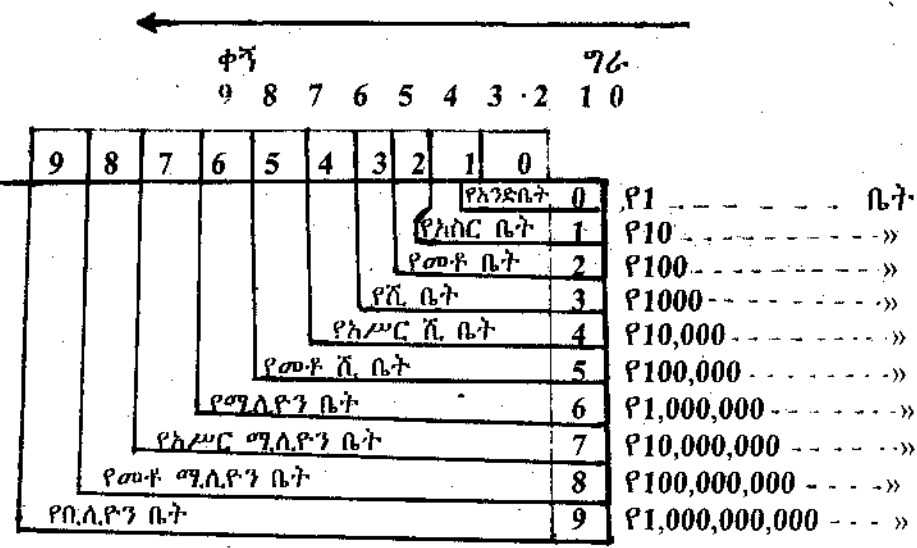 ቀኝ ግራ
9 8 7 6 5 4 3 · 2 1 0
9 8 7 6 5 4 3 2 1 0
የአንድቤት 0 የ1 - - - - - - ቤት
የአስር ቤት 1 የ10 - - - - - - - - - - »
የመቶ ቤት 2 የ100 - - - - - - - - - - »
የሺ ቤት 3 የ1000 - - - - - - - - - »
የአሥር ሺ ቤት 4 የ10,000 - - - - - - - - »
የመቶ ሺ ቤት 5 የ100,000 - - - - - - - »
የሚሊዮን ቤት 6 የ1,000,000 - - - - - - - »
የአሥር ሚሊዮን ቤት 7 የ10,000,000 - - - - - - »
የመቶ ሚሊዮን ቤት 8 የ100,000,000 - - - - »
የቢሊዮን ቤት 9 የ1,000,000,000 - - - »